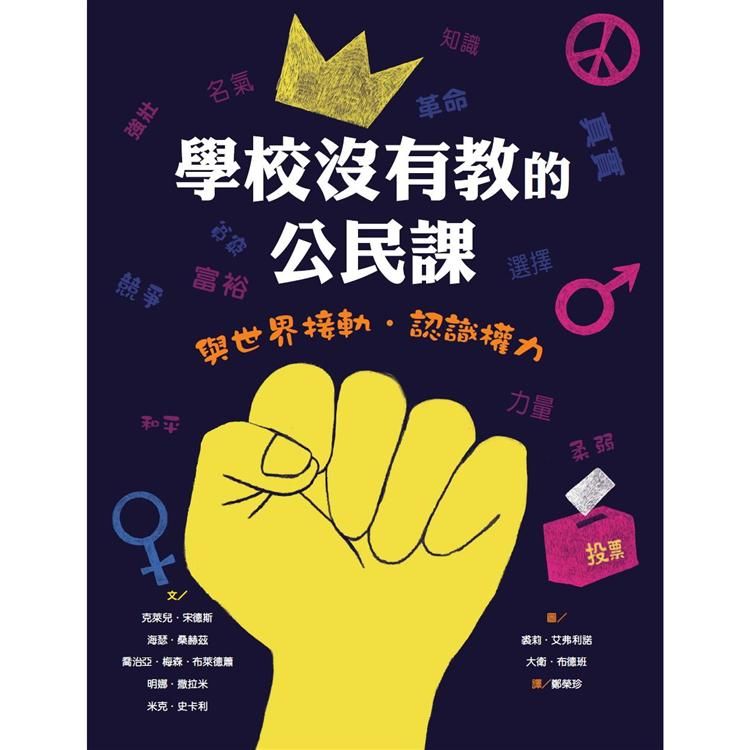 知識
名氣
革命
強壯
真實
學校沒有教的
公民課
貧窮
選擇
競爭
富裕
與世界接軌・認識權力
力量
和平
柔弱
投票
文／
克萊兒・宋德斯
海瑟・桑赫茲
喬治亞・梅森・布萊德蕭
明娜・撒拉米
米克・史卡利
圖／
裘莉・艾弗利諾
大衛・布德班
譯／鄭榮珍